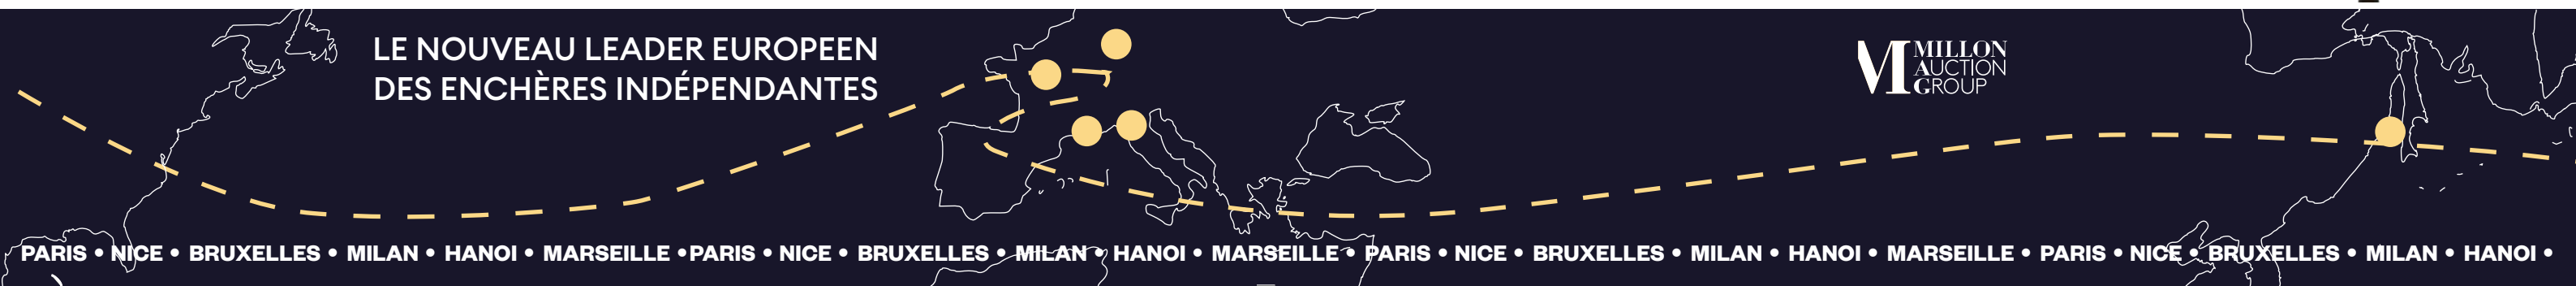 LE NOUVEAU LEADER EUROPEEN
DES ENCHÈRES INDÉPENDANTES
MILLON
AUCTION
GROUP
PARIS • NICE • BRUXELLES • MILAN • HANOI • MARSEILLE •PARIS • NICE • BRUXELLES • MILAN • HANOI • MARSEILLE • PARIS • NICE • BRUXELLES • MILAN • HANOI • MARSEILLE • PARIS • NICE • BRUXELLES • MILAN • HANOI •